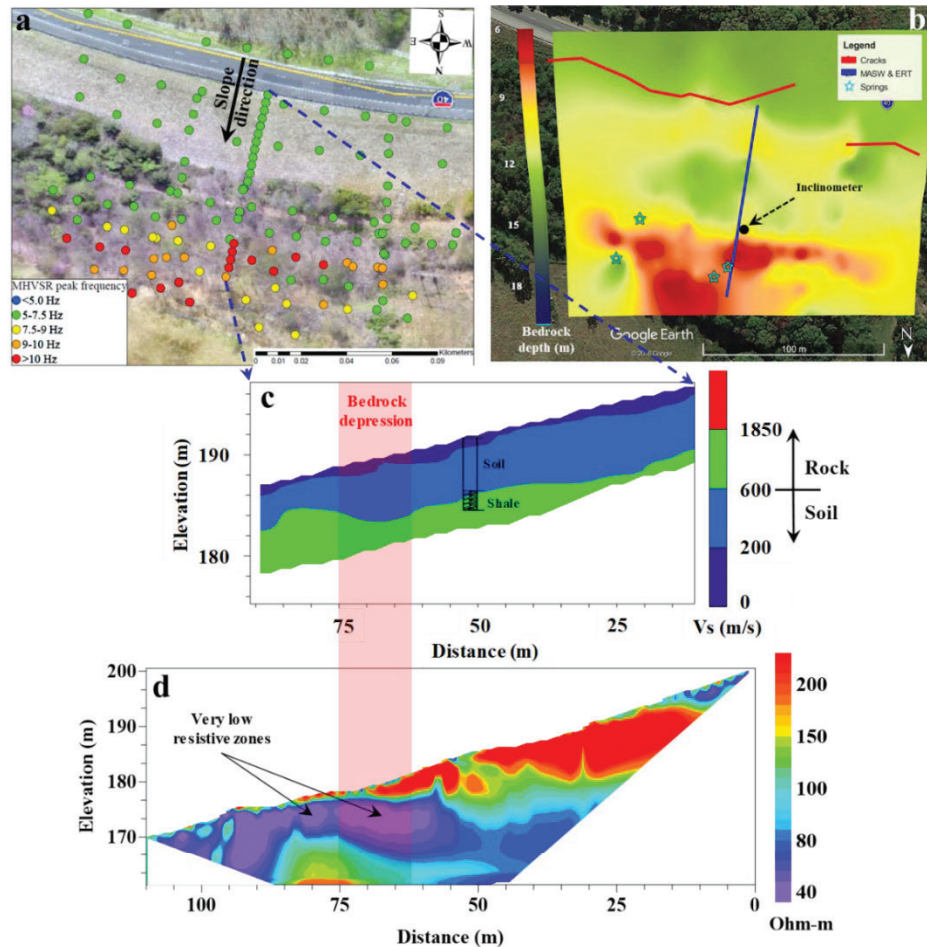 a
S
E
W
N
40
Slope
direction
MHVSR peak frequency
<5.0 Hz
5-7.5 Hz
7.5-9 Hz
9-10 Hz
>10 Hz
Kilometers
0 0.01 0.02 0.04 0.06 0.09
b
6
9
12
15
18
Bedrock
depth (m)
Legend
Cracks
MASW & ERT
Springs
Inclinometer
Google Earth
© 2018 Google
100 m
N
c
Bedrock
depression
Elevation (m)
190
180
Soil
Shale
75 50 25
Distance (m)
1850
600
200
0
Vs (m/s)
Rock
Soil
d
Very low
resistive zones
Elevation (m)
200
190
180
170
100 75 50 25 0
Distance (m)
200
150
100
80
40
Ohm-m